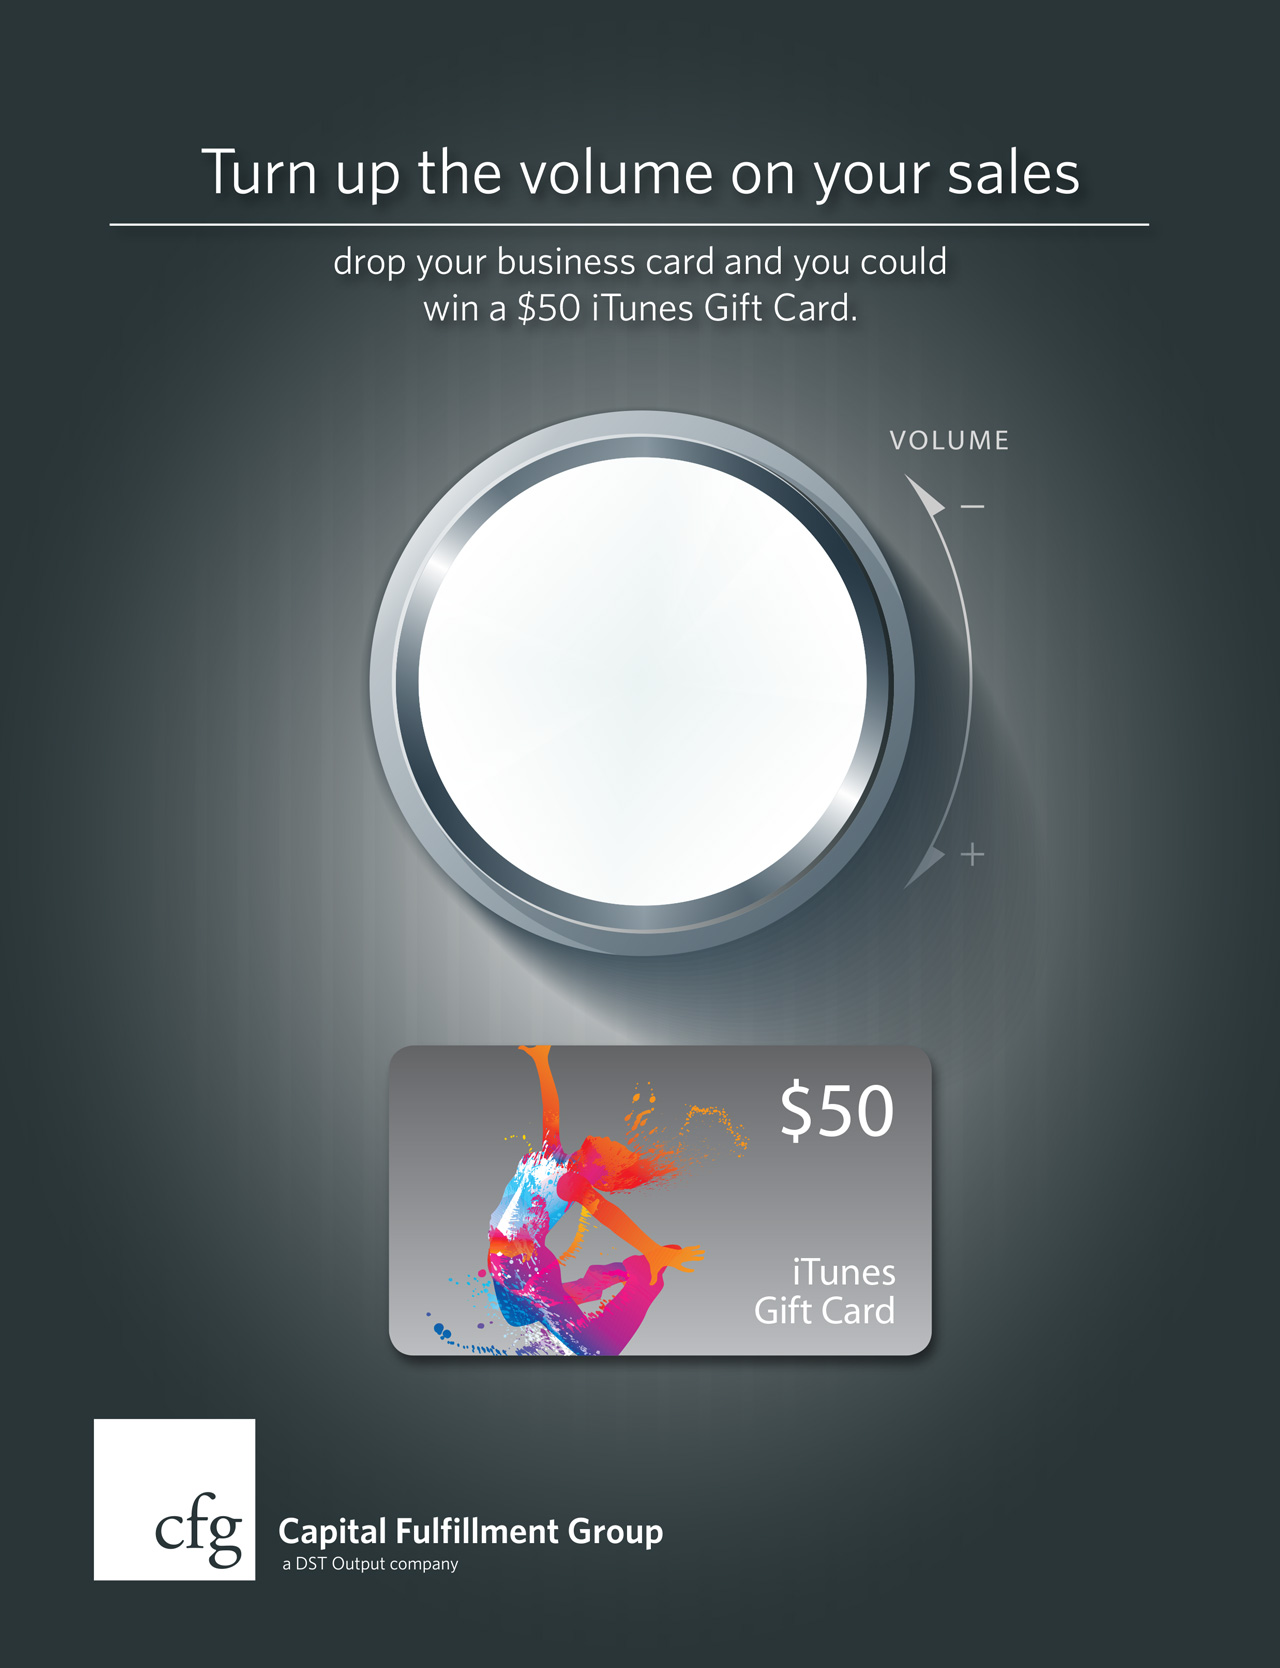 Turn up the volume on your sales
drop your business card and you could
win a $50 iTunes Gift Card.
VOLUME
−
+
$50
iTunes
Gift Card
cfg
Capital Fulfillment Group
a DST Output company